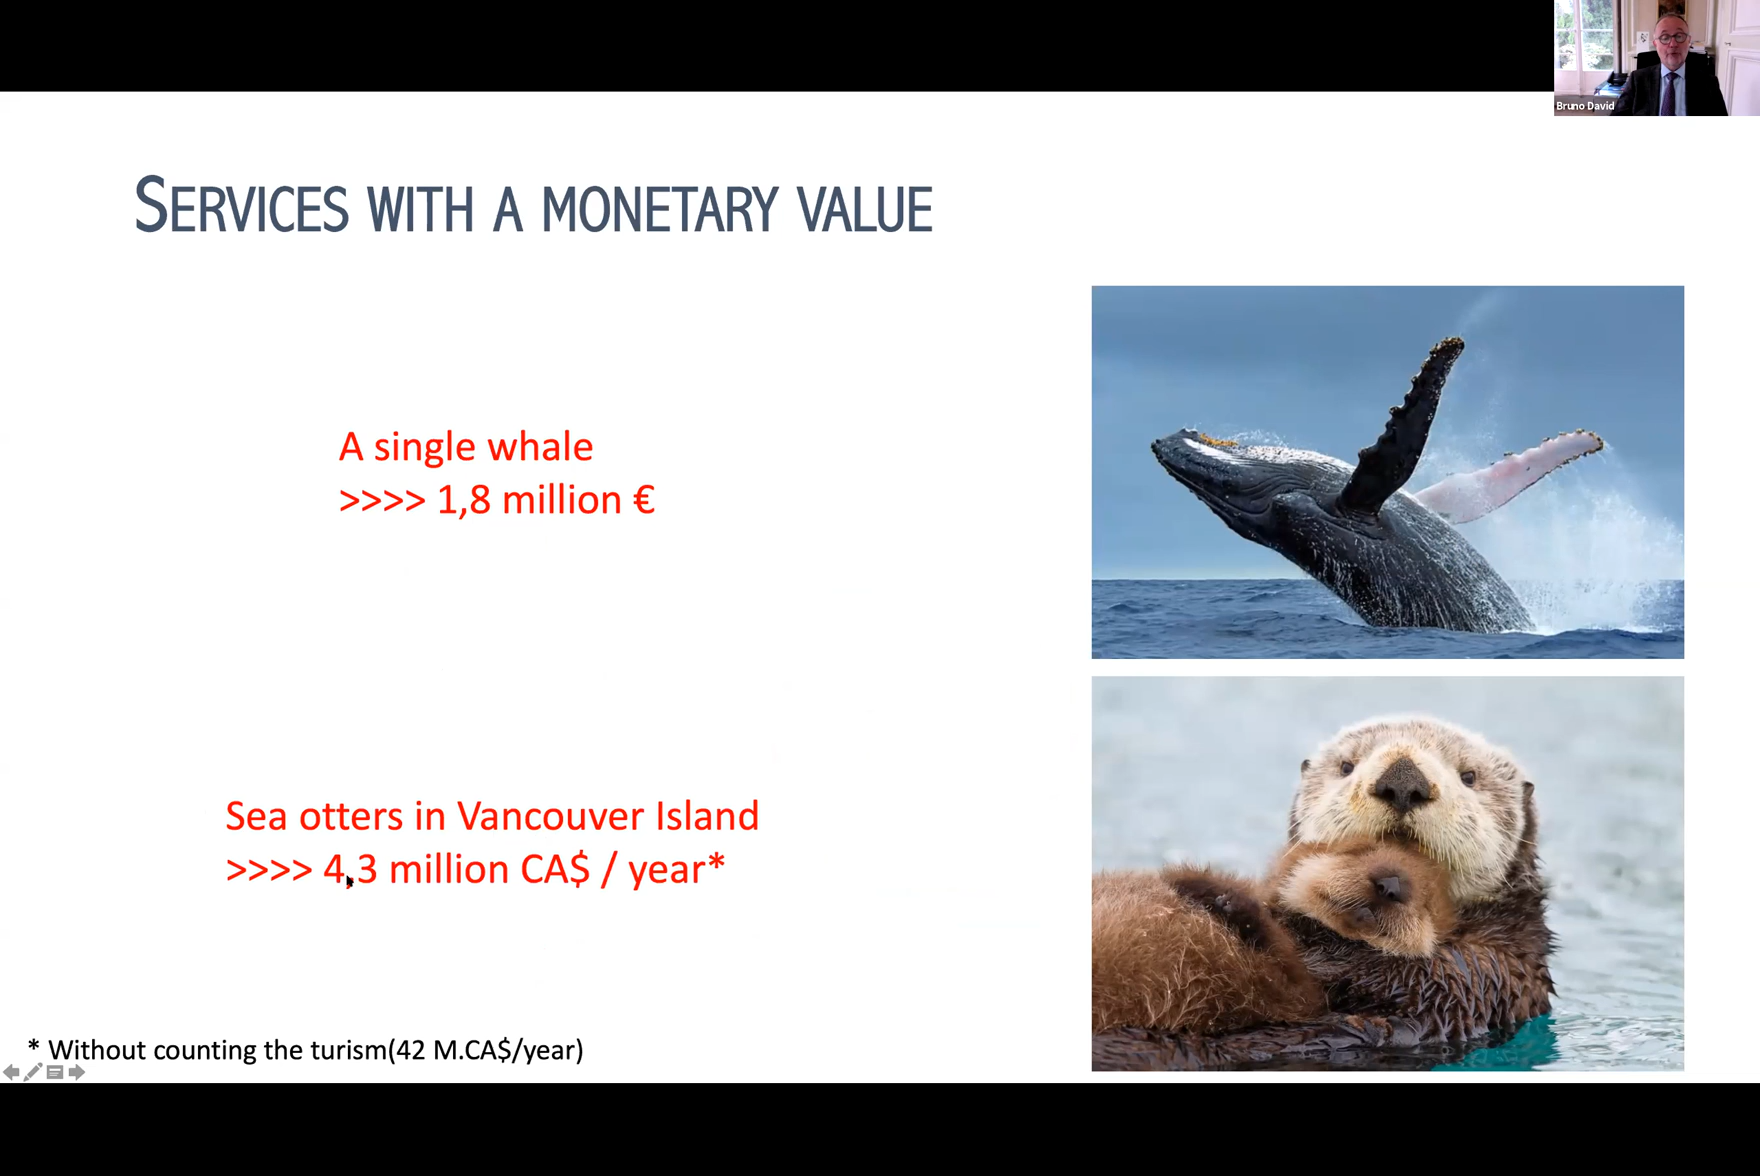 Bruno David
SERVICES WITH A MONETARY VALUE
A single whale
>>>> 1,8 million €
Sea otters in Vancouver Island
>>>> 4,3 million CA$ / year*
* Without counting the turism(42 M.CA$/year)